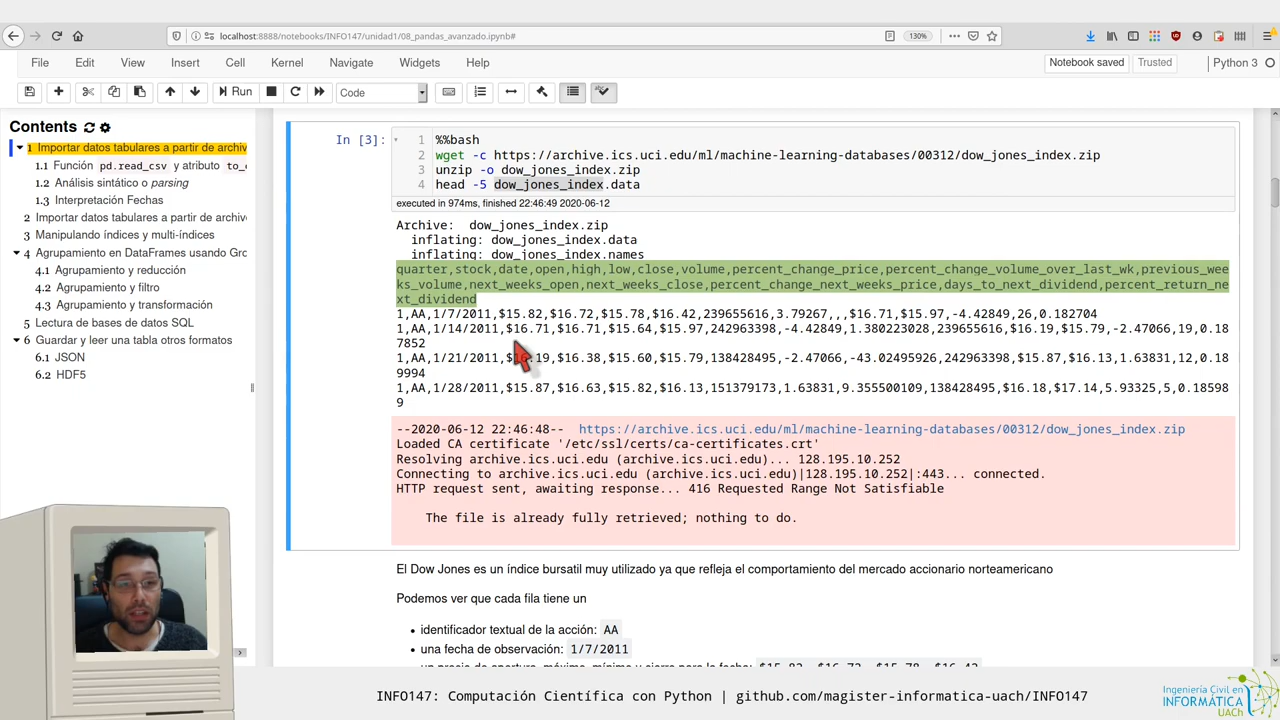 localhost:8888/notebooks/INFO147/unidad1/08_pandas_avanzado.ipynb#
130%
File Edit View Insert Cell Kernel Navigate Widgets Help
Notebook saved Trusted Python 3
Run Code
Contents
1 Importar datos tabulares a partir de archiv
1.1 Función pd.read_csv y atributo to_
1.2 Análisis sintático o parsing
1.3 Interpretación Fechas
2 Importar datos tabulares a partir de archiv
3 Manipulando índices y multi-índices
4 Agrupamiento en DataFrames usando Gro
4.1 Agrupamiento y reducción
4.2 Agrupamiento y filtro
4.3 Agrupamiento y transformación
5 Lectura de bases de datos SQL
6 Guardar y leer una tabla otros formatos
6.1 JSON
6.2 HDF5
In [3]:
1 %%bash
2 wget -c https://archive.ics.uci.edu/ml/machine-learning-databases/00312/dow_jones_index.zip
3 unzip -o dow_jones_index.zip
4 head -5 dow_jones_index.data
executed in 974ms, finished 22:46:49 2020-06-12
Archive:  dow_jones_index.zip
inflating: dow_jones_index.data
inflating: dow_jones_index.names
quarter,stock,date,open,high,low,close,volume,percent_change_price,percent_change_volume_over_last_wk,previous_wee
ks_volume,next_weeks_open,next_weeks_close,percent_change_next_weeks_price,days_to_next_dividend,percent_return_ne
xt_dividend
1,AA,1/7/2011,$15.82,$16.72,$15.78,$16.42,239655616,3.79267,,,$16.71,$15.97,-4.42849,26,0.182704
1,AA,1/14/2011,$16.71,$16.71,$15.64,$15.97,242963398,-4.42849,1.380223028,239655616,$16.19,$15.79,-2.47066,19,0.18
7852
1,AA,1/21/2011,$16.19,$16.38,$15.60,$15.79,138428495,-2.47066,-43.02495926,242963398,$15.87,$16.13,1.63831,12,0.18
9994
1,AA,1/28/2011,$15.87,$16.63,$15.82,$16.13,151379173,1.63831,9.355500109,138428495,$16.18,$17.14,5.93325,5,0.18598
9
--2020-06-12 22:46:48--  https://archive.ics.uci.edu/ml/machine-learning-databases/00312/dow_jones_index.zip
Loaded CA certificate '/etc/ssl/certs/ca-certificates.crt'
Resolving archive.ics.uci.edu (archive.ics.uci.edu)... 128.195.10.252
Connecting to archive.ics.uci.edu (archive.ics.uci.edu)|128.195.10.252|:443... connected.
HTTP request sent, awaiting response... 416 Requested Range Not Satisfiable
The file is already fully retrieved; nothing to do.
El Dow Jones es un índice bursatil muy utilizado ya que refleja el comportamiento del mercado accionario norteamericano
Podemos ver que cada fila tiene un
• identificador textual de la acción: AA
• una fecha de observación: 1/7/2011
INFO147: Computación Científica con Python | github.com/magister-informatica-uach/INFO147
Ingeniería Civil en
INFORMÁTICA
UACh